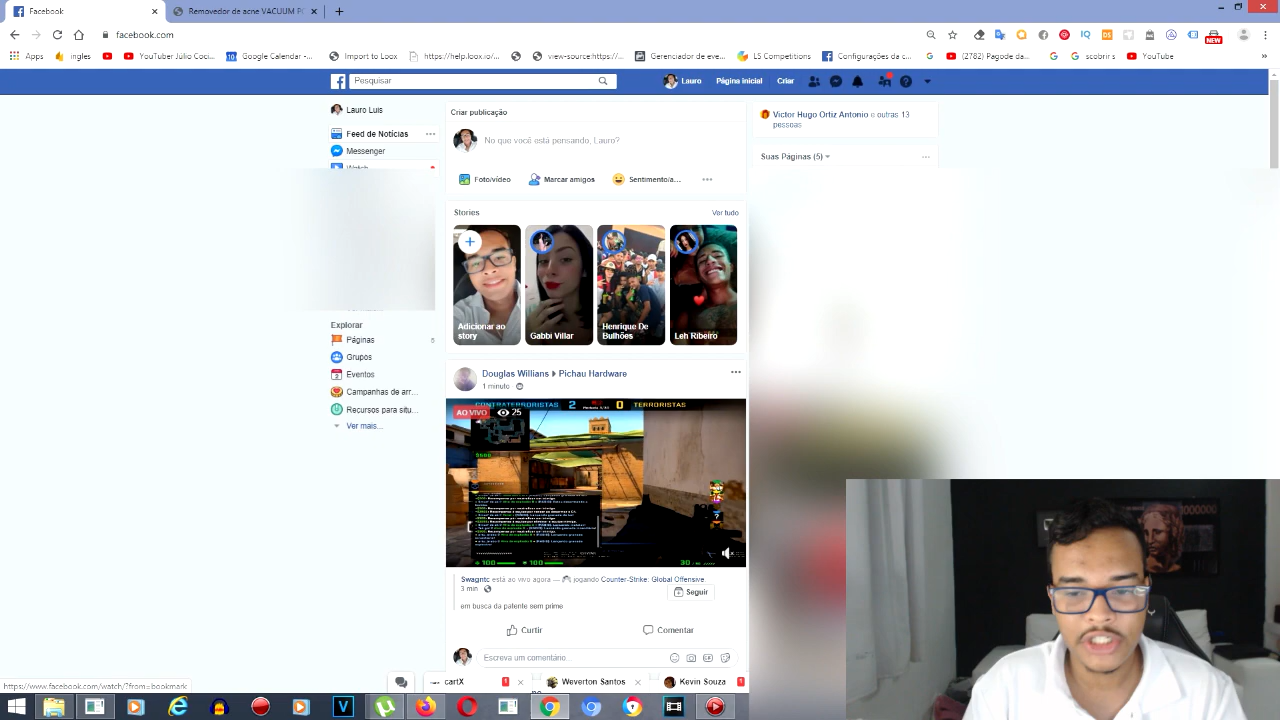 Facebook
Removedor de acne VACUUM PO
facebook.com
NEW
Apps
ingles
YouTuber Júlio Coci...
Google Calendar -...
Import to Loox
https://help.loox.io/...
view-source:https://...
Gerenciador de eve...
LS Competitions
Configurações da c...
(2782) Pagode da...
scobrir s
YouTube
Pesquisar
Lauro
Página inicial
Criar
Lauro Luis
Feed de Notícias
Messenger
Watch
Explorar
Páginas
Grupos
Eventos
Campanhas de arr...
Recursos para situ...
Ver mais...
Criar publicação
No que você está pensando, Lauro?
Foto/vídeo
Marcar amigos
Sentimento/a...
Stories
Ver tudo
Adicionar ao
story
Gabbi Villar
Henrique De
Bulhões
Leh Ribeiro
Douglas Willians
Pichau Hardware
1 minuto
CONTRATERRORISTAS 2
0 TERRORISTAS
AO VIVO
25
Swagntc está ao vivo agora — jogando Counter-Strike: Global Offensive.
3 min
Seguir
em busca da patente sem prime
Curtir
Comentar
Escreva um comentário...
Victor Hugo Ortiz Antonio e outras 13
pessoas
Suas Páginas (5)
cartX
1
Weverton Santos
Kevin Souza
1
https://www.facebook.com/watch/?from=bookmark